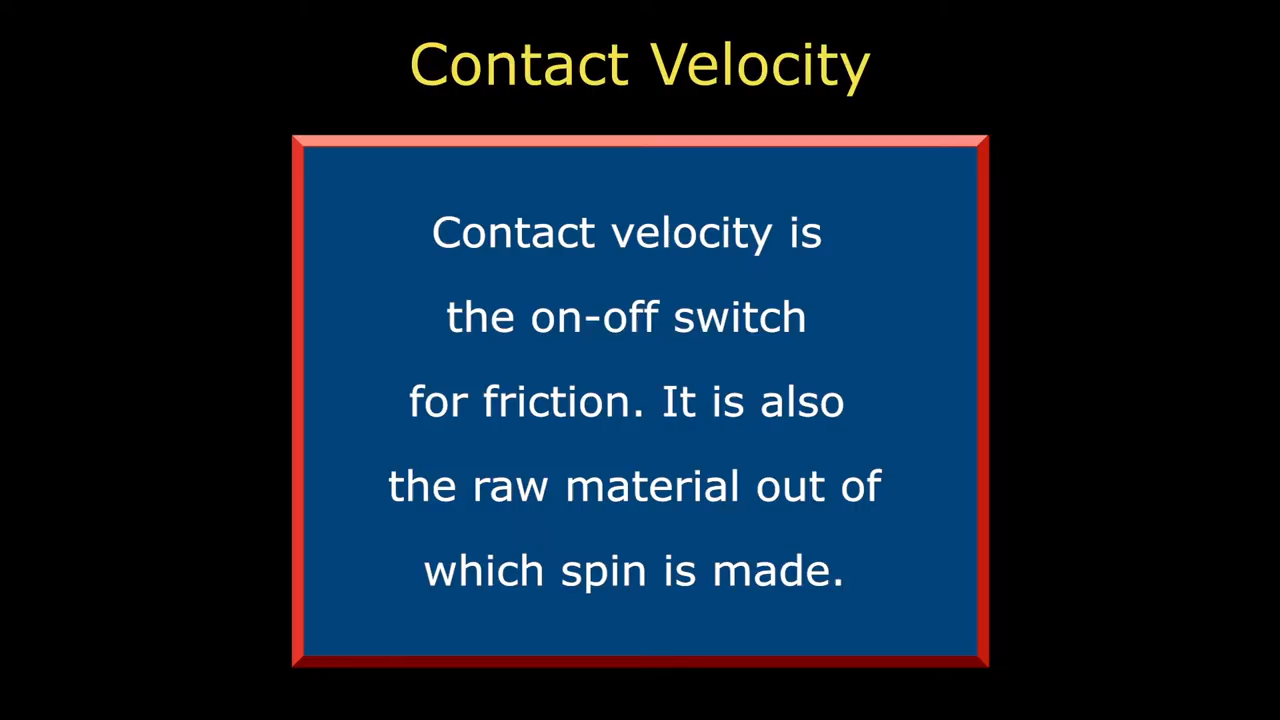 Contact Velocity
Contact velocity is
the on-off switch
for friction. It is also
the raw material out of
which spin is made.